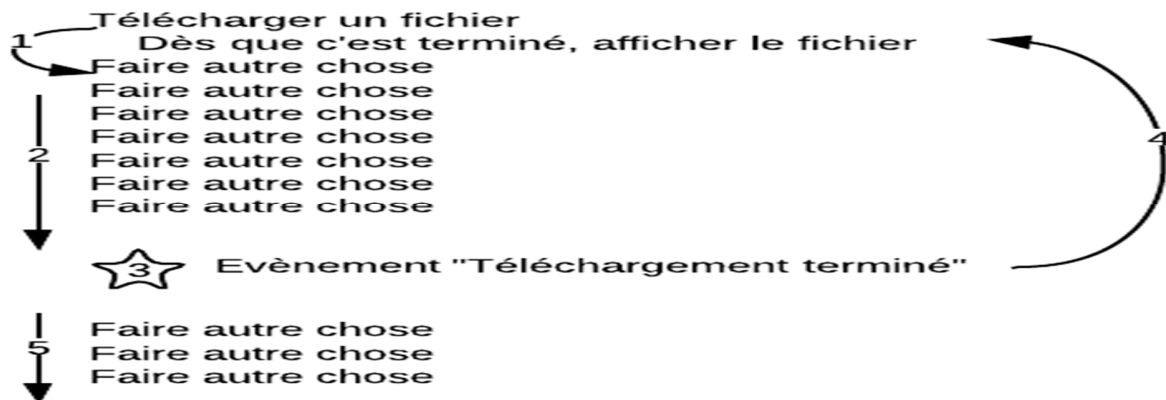 Télécharger un fichier
1
Dès que c'est terminé, afficher le fichier
Faire autre chose
Faire autre chose
Faire autre chose
Faire autre chose
4
2
Faire autre chose
Faire autre chose
Faire autre chose
3 Evènement "Téléchargement terminé"
Faire autre chose
5
Faire autre chose
Faire autre chose